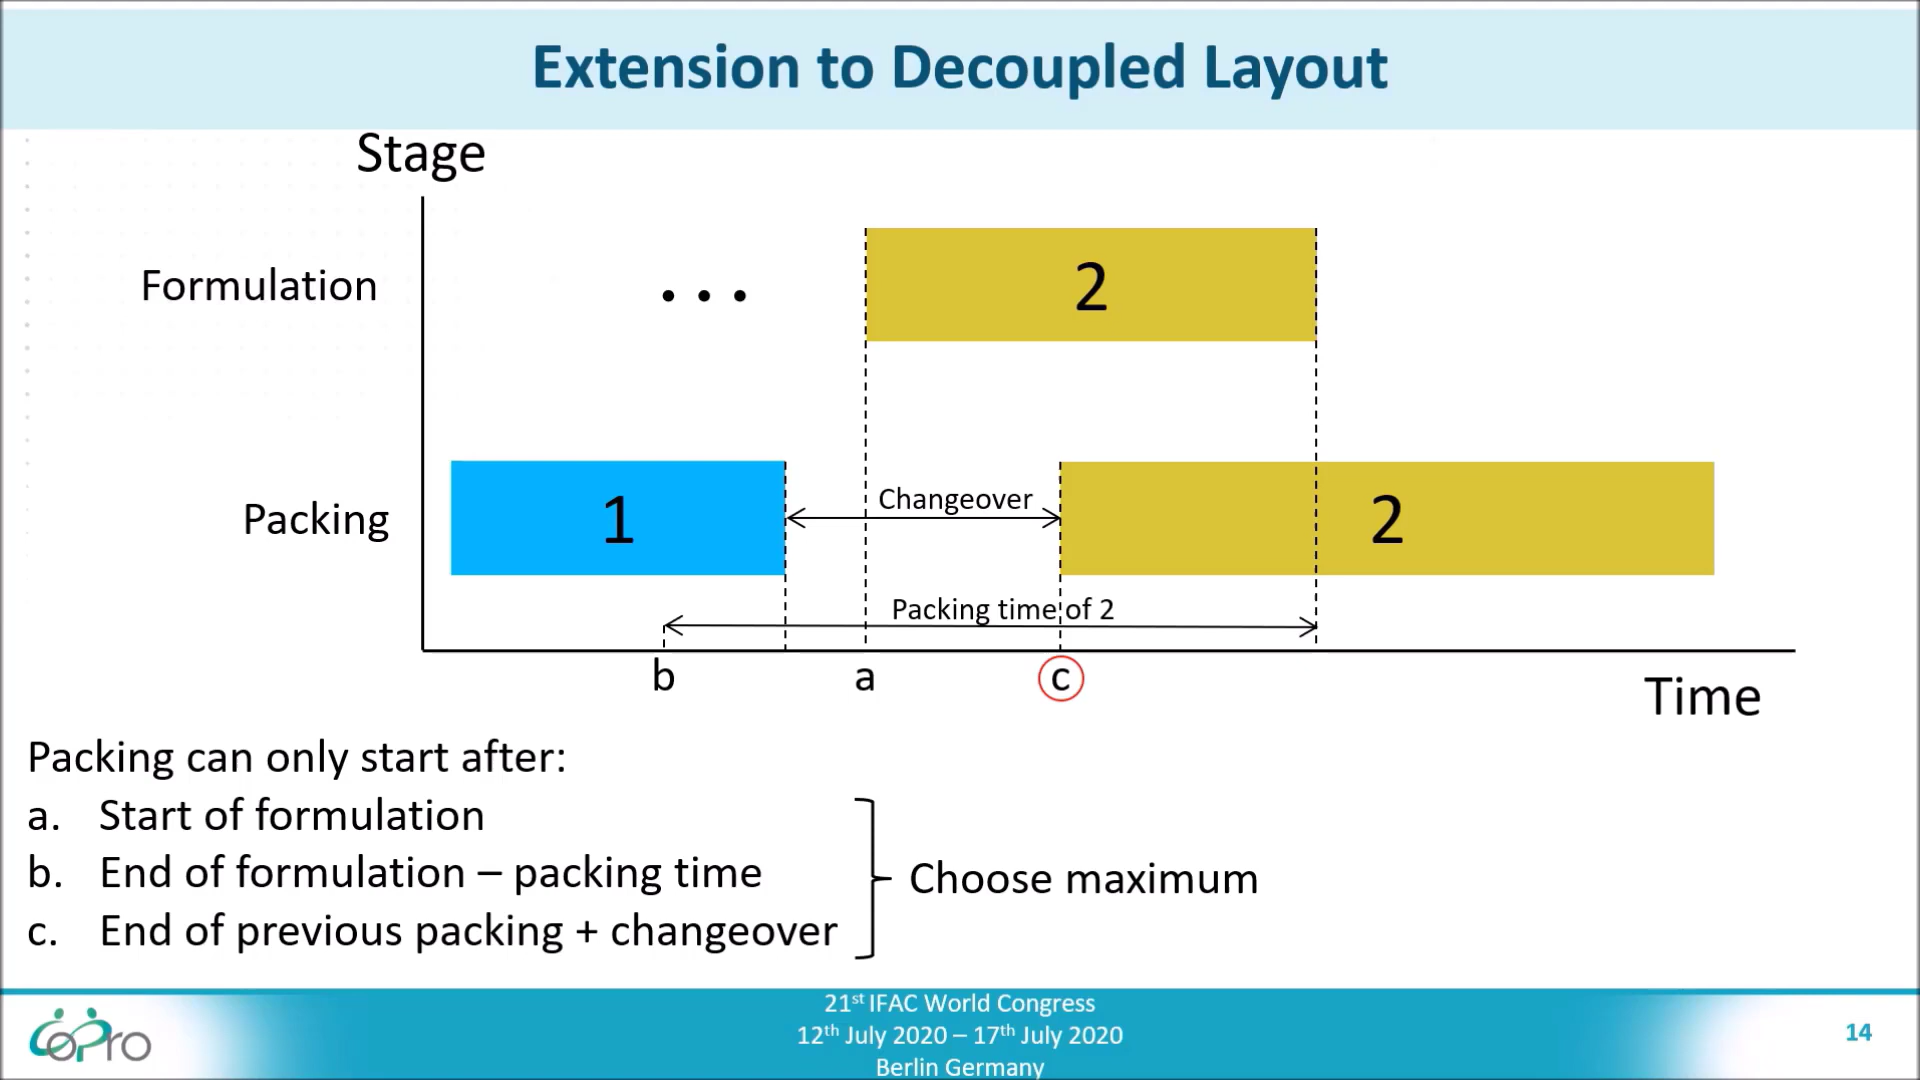 Extension to Decoupled Layout
Stage
Formulation
• • •
2
Packing
1
Changeover
2
Packing time of 2
b
a
c
Time
Packing can only start after:
a. Start of formulation
b. End of formulation – packing time
c. End of previous packing + changeover
Choose maximum
21st IFAC World Congress
12th July 2020 – 17th July 2020
Berlin Germany
CoPro
14